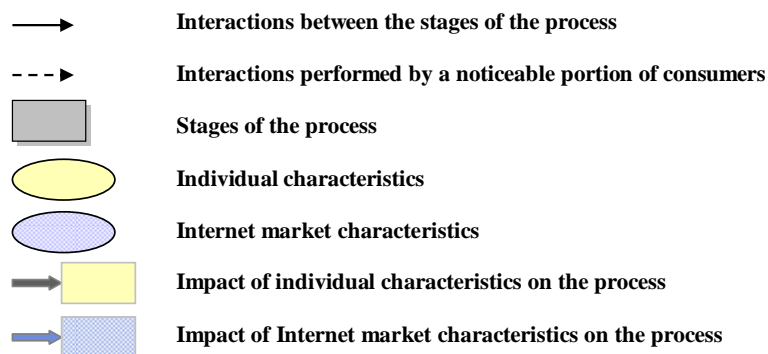 Interactions between the stages of the process
Interactions performed by a noticeable portion of consumers
Stages of the process
Individual characteristics
Internet market characteristics
Impact of individual characteristics on the process
Impact of Internet market characteristics on the process